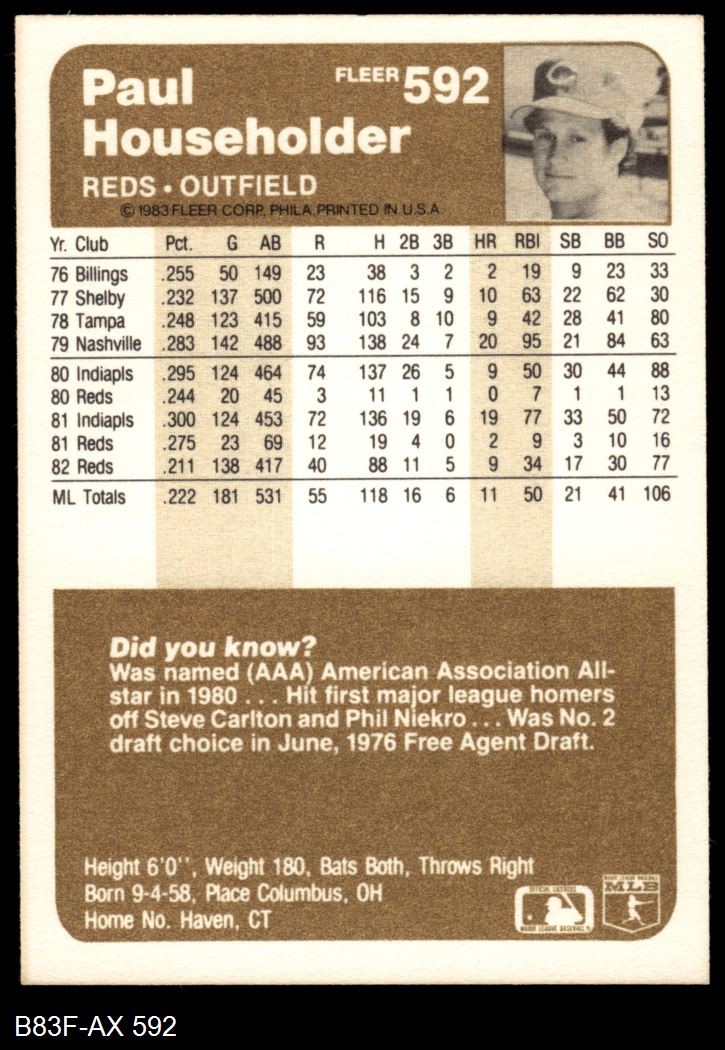 Paul
FLEER 592
Householder
REDS • OUTFIELD
© 1983 FLEER CORP. PHILA. PRINTED IN U.S.A.
Yr. Club Pct. G AB R H 2B 3B HR RBI SB BB SO
76 Billings .255 50 149 23 38 3 2 2 19 9 23 33
77 Shelby .232 137 500 72 116 15 9 10 63 22 62 30
78 Tampa .248 123 415 59 103 8 10 9 42 28 41 80
79 Nashville .283 142 488 93 138 24 7 20 95 21 84 63
80 Indiapls .295 124 464 74 137 26 5 9 50 30 44 88
80 Reds .244 20 45 3 11 1 1 0 7 1 1 13
81 Indiapls .300 124 453 72 136 19 6 19 77 33 50 72
81 Reds .275 23 69 12 19 4 0 2 9 3 10 16
82 Reds .211 138 417 40 88 11 5 9 34 17 30 77
ML Totals .222 181 531 55 118 16 6 11 50 21 41 106
Did you know?
Was named (AAA) American Association All-
star in 1980 . . . Hit first major league homers
off Steve Carlton and Phil Niekro . . . Was No. 2
draft choice in June, 1976 Free Agent Draft.
Height 6'0'', Weight 180, Bats Both, Throws Right
Born 9-4-58, Place Columbus, OH
Home No. Haven, CT
OFFICIAL LICENSEE
MAJOR LEAGUE BASEBALL
MAJOR LEAGUE BASEBALL
MLB
B83F-AX 592